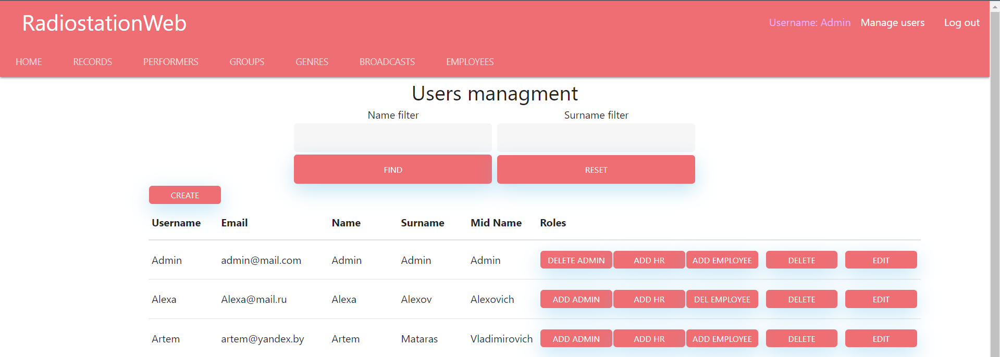 RadiostationWeb
Username: Admin Manage users Log out
HOME RECORDS PERFORMERS GROUPS GENRES BROADCASTS EMPLOYEES
Users managment
Name filter Surname filter
FIND RESET
CREATE
Username Email Name Surname Mid Name Roles
Admin admin@mail.com Admin Admin Admin DELETE ADMIN ADD HR ADD EMPLOYEE DELETE EDIT
Alexa Alexa@mail.ru Alexa Alexov Alexovich ADD ADMIN ADD HR DEL EMPLOYEE DELETE EDIT
Artem artem@yandex.by Artem Mataras Vladimirovich ADD ADMIN ADD HR ADD EMPLOYEE DELETE EDIT